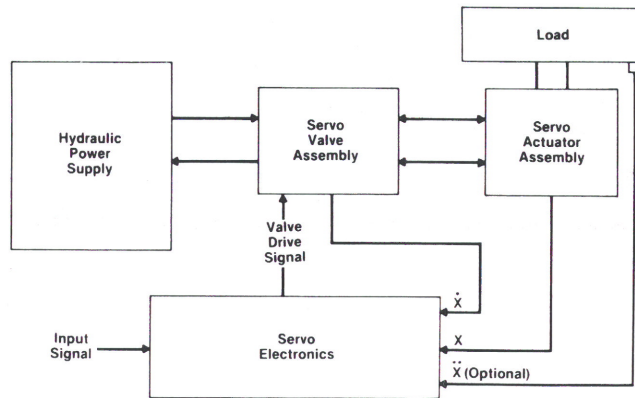 Load
Hydraulic
Power
Supply
Servo
Valve
Assembly
Servo
Actuator
Assembly
Valve
Drive
Signal
Ẋ
Input
Signal
Servo
Electronics
X
Ẍ (Optional)